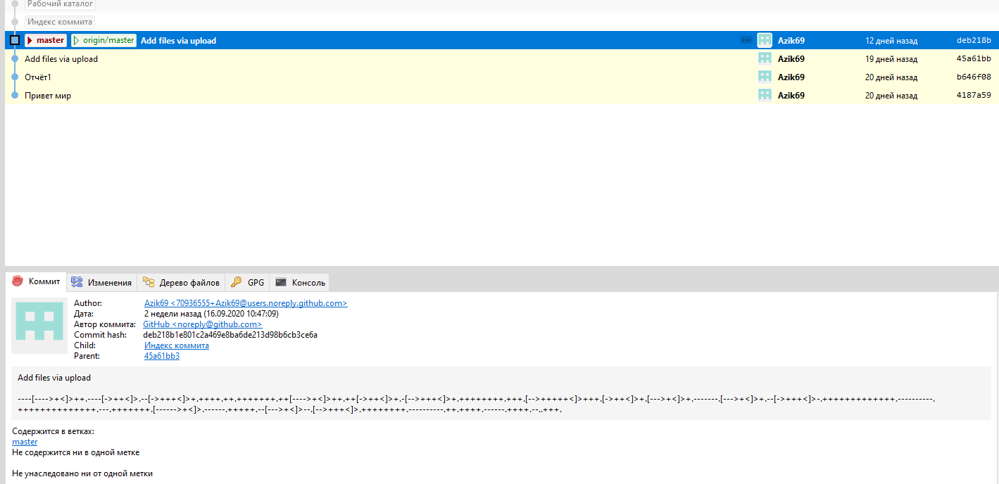 Рабочий каталог
Индекс коммита
master origin/master Add files via upload ... Azik69 12 дней назад deb218b
Add files via upload Azik69 19 дней назад 45a61bb
Отчёт1 Azik69 20 дней назад b646f08
Привет мир Azik69 20 дней назад 4187a59
Коммит Изменения Дерево файлов GPG Консоль
Author: Azik69 <70936555+Azik69@users.noreply.github.com>
Дата: 2 недели назад (16.09.2020 10:47:09)
Автор коммита: GitHub <noreply@github.com>
Commit hash: deb218b1e801c2a469e8ba6de213d98b6cb3ce6a
Child: Индекс коммита
Parent: 45a61bb3
Add files via upload
----[---->+<]>++.----[->++<]>.--[->+++<]>+.++++.++.+++++++.++[---->+<]>++.++[->++<]>+.-[-->+++<]>+.++++++++.+++.[-->+++++<]>+++.[->++<]>+.[--->+<]>+.-------.[--->+<]>+.--[->+++<]>-.+++++++++++++.----------.
++++++++++++++.---.+++++++.[------>+<]>.------.+++++.--[--->+<]>--.[-->+++<]>.++++++++.----------.++.++++.------.++++.--..+++.
Содержится в ветках:
master
Не содержится ни в одной метке
Не унаследовано ни от одной метки